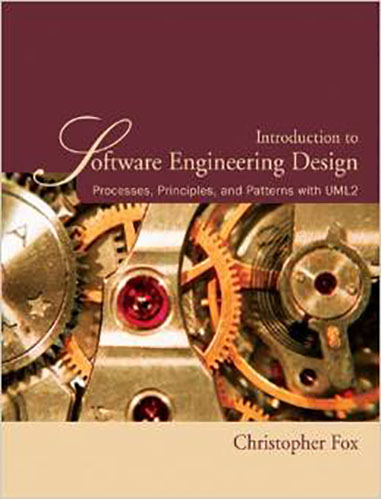 Introduction to
Software Engineering Design
Processes, Principles, and Patterns with UML2
Christopher Fox